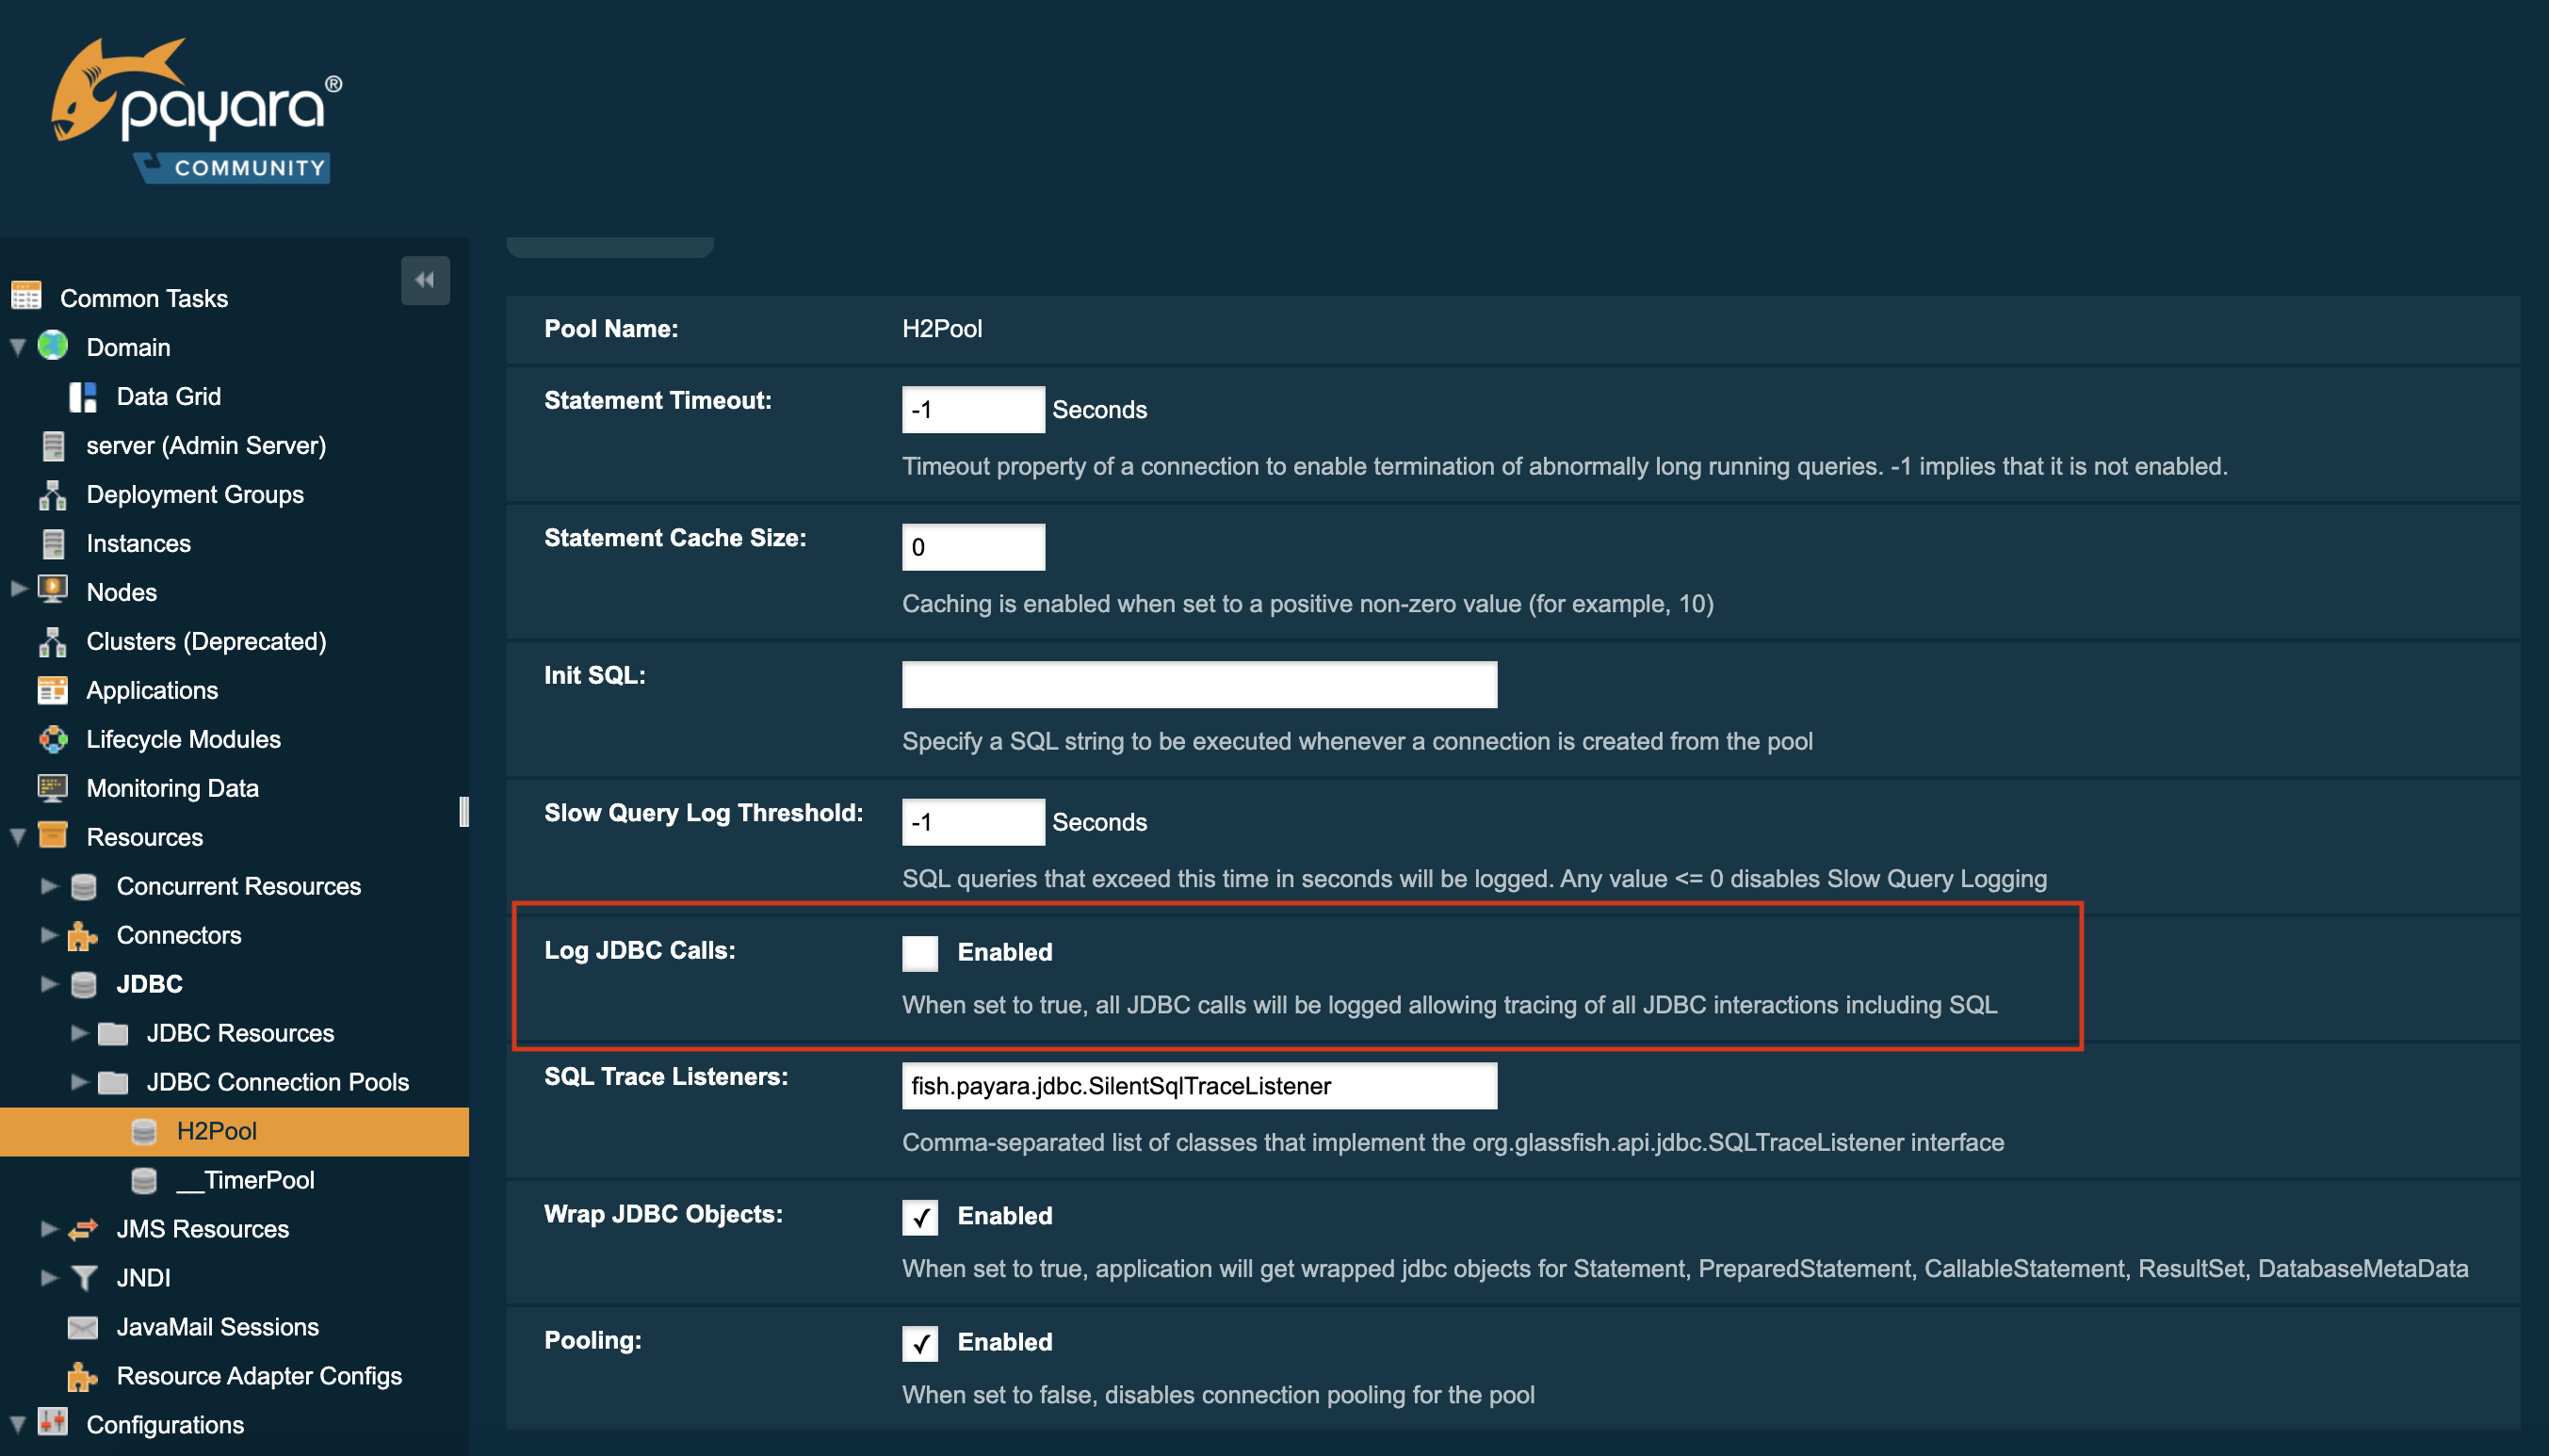 payara®
COMMUNITY
Common Tasks
Domain
Data Grid
server (Admin Server)
Deployment Groups
Instances
Nodes
Clusters (Deprecated)
Applications
Lifecycle Modules
Monitoring Data
Resources
Concurrent Resources
Connectors
JDBC
JDBC Resources
JDBC Connection Pools
H2Pool
__TimerPool
JMS Resources
JNDI
JavaMail Sessions
Resource Adapter Configs
Configurations
Pool Name: H2Pool
Statement Timeout: -1 Seconds
Timeout property of a connection to enable termination of abnormally long running queries. -1 implies that it is not enabled.
Statement Cache Size: 0
Caching is enabled when set to a positive non-zero value (for example, 10)
Init SQL:
Specify a SQL string to be executed whenever a connection is created from the pool
Slow Query Log Threshold: -1 Seconds
SQL queries that exceed this time in seconds will be logged. Any value <= 0 disables Slow Query Logging
Log JDBC Calls: Enabled
When set to true, all JDBC calls will be logged allowing tracing of all JDBC interactions including SQL
SQL Trace Listeners: fish.payara.jdbc.SilentSqlTraceListener
Comma-separated list of classes that implement the org.glassfish.api.jdbc.SQLTraceListener interface
Wrap JDBC Objects: Enabled
When set to true, application will get wrapped jdbc objects for Statement, PreparedStatement, CallableStatement, ResultSet, DatabaseMetaData
Pooling: Enabled
When set to false, disables connection pooling for the pool